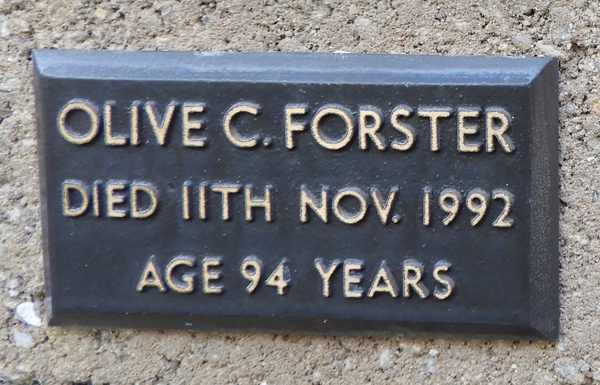 OLIVE C. FORSTER
DIED 11TH NOV. 1992
AGE 94 YEARS